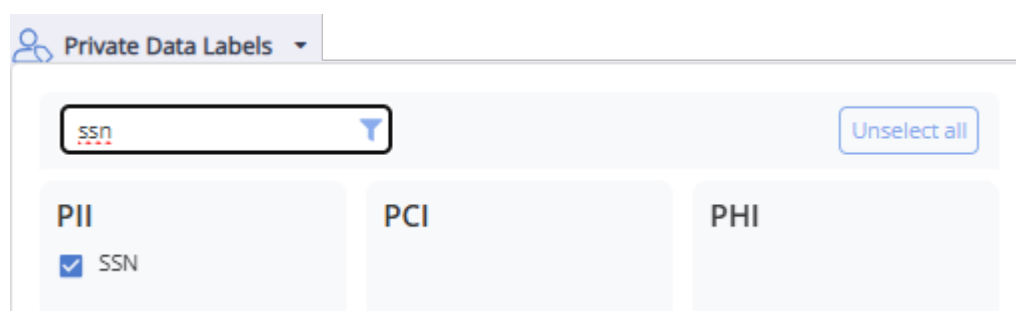 Private Data Labels
ssn
Unselect all
PII
PCI
PHI
SSN